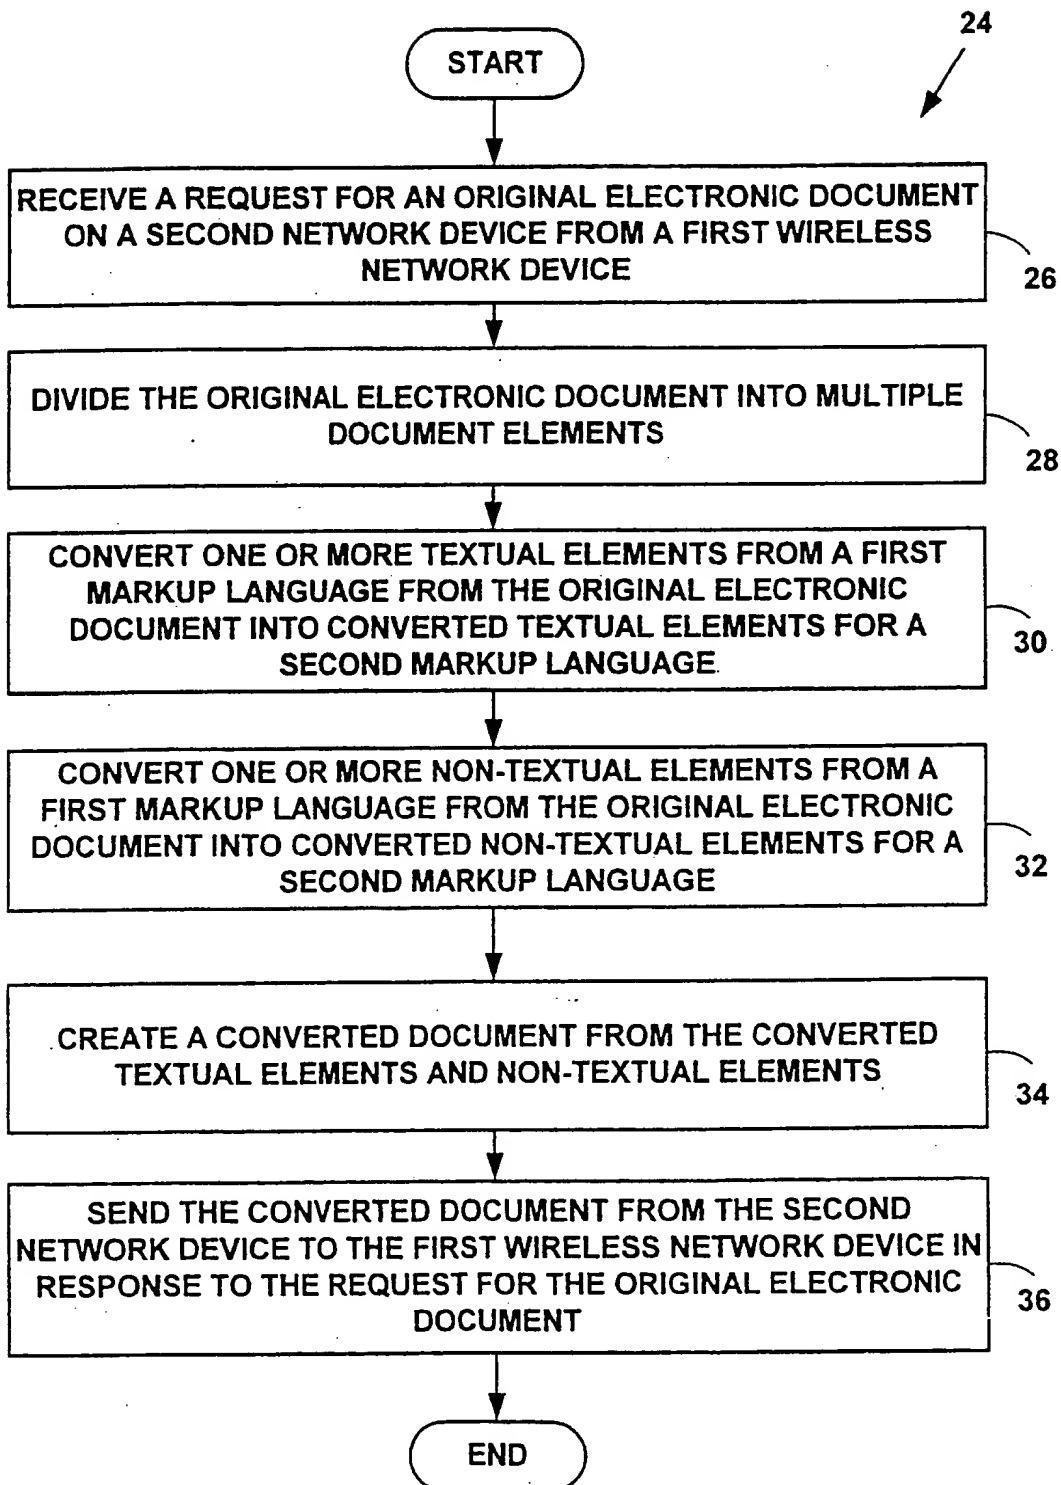 24
START
RECEIVE A REQUEST FOR AN ORIGINAL ELECTRONIC DOCUMENT
ON A SECOND NETWORK DEVICE FROM A FIRST WIRELESS
NETWORK DEVICE
26
DIVIDE THE ORIGINAL ELECTRONIC DOCUMENT INTO MULTIPLE
DOCUMENT ELEMENTS
28
CONVERT ONE OR MORE TEXTUAL ELEMENTS FROM A FIRST
MARKUP LANGUAGE FROM THE ORIGINAL ELECTRONIC
DOCUMENT INTO CONVERTED TEXTUAL ELEMENTS FOR A
SECOND MARKUP LANGUAGE
30
CONVERT ONE OR MORE NON-TEXTUAL ELEMENTS FROM A
FIRST MARKUP LANGUAGE FROM THE ORIGINAL ELECTRONIC
DOCUMENT INTO CONVERTED NON-TEXTUAL ELEMENTS FOR A
SECOND MARKUP LANGUAGE
32
CREATE A CONVERTED DOCUMENT FROM THE CONVERTED
TEXTUAL ELEMENTS AND NON-TEXTUAL ELEMENTS
34
SEND THE CONVERTED DOCUMENT FROM THE SECOND
NETWORK DEVICE TO THE FIRST WIRELESS NETWORK DEVICE IN
RESPONSE TO THE REQUEST FOR THE ORIGINAL ELECTRONIC
DOCUMENT
36
END